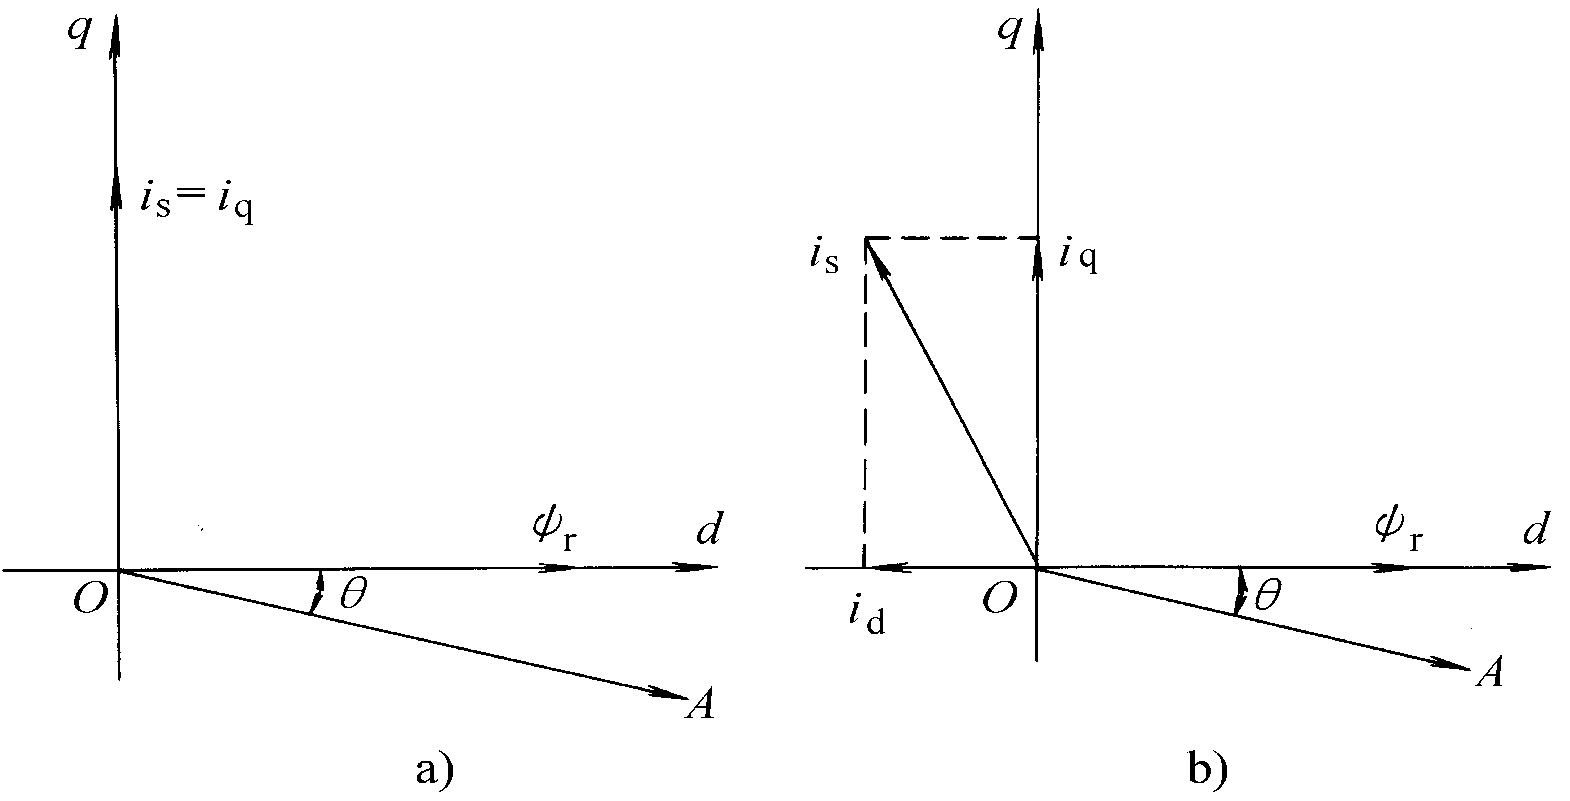 q
i_s = i_q
ψ_r
d
O
θ
A
a)
q
i_s
i_q
ψ_r
d
O
θ
i_d
A
b)